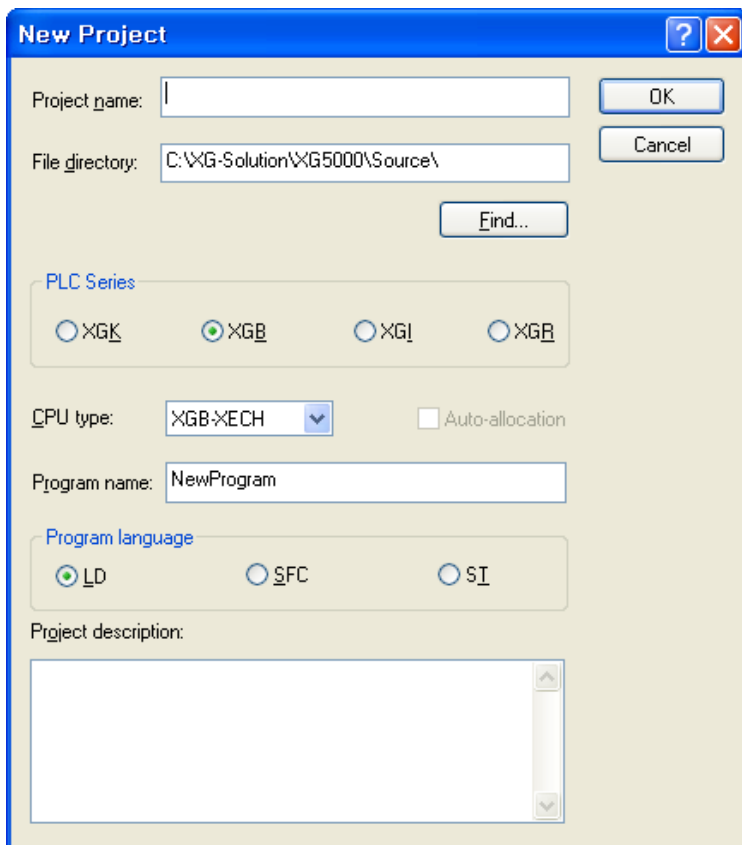 New Project
Project name:
OK
File directory: C:\XG-Solution\XG5000\Source\
Cancel
Find...
PLC Series
XGK XGB XGI XGR
CPU type: XGB-XECH Auto-allocation
Program name: NewProgram
Program language
LD SFC ST
Project description: